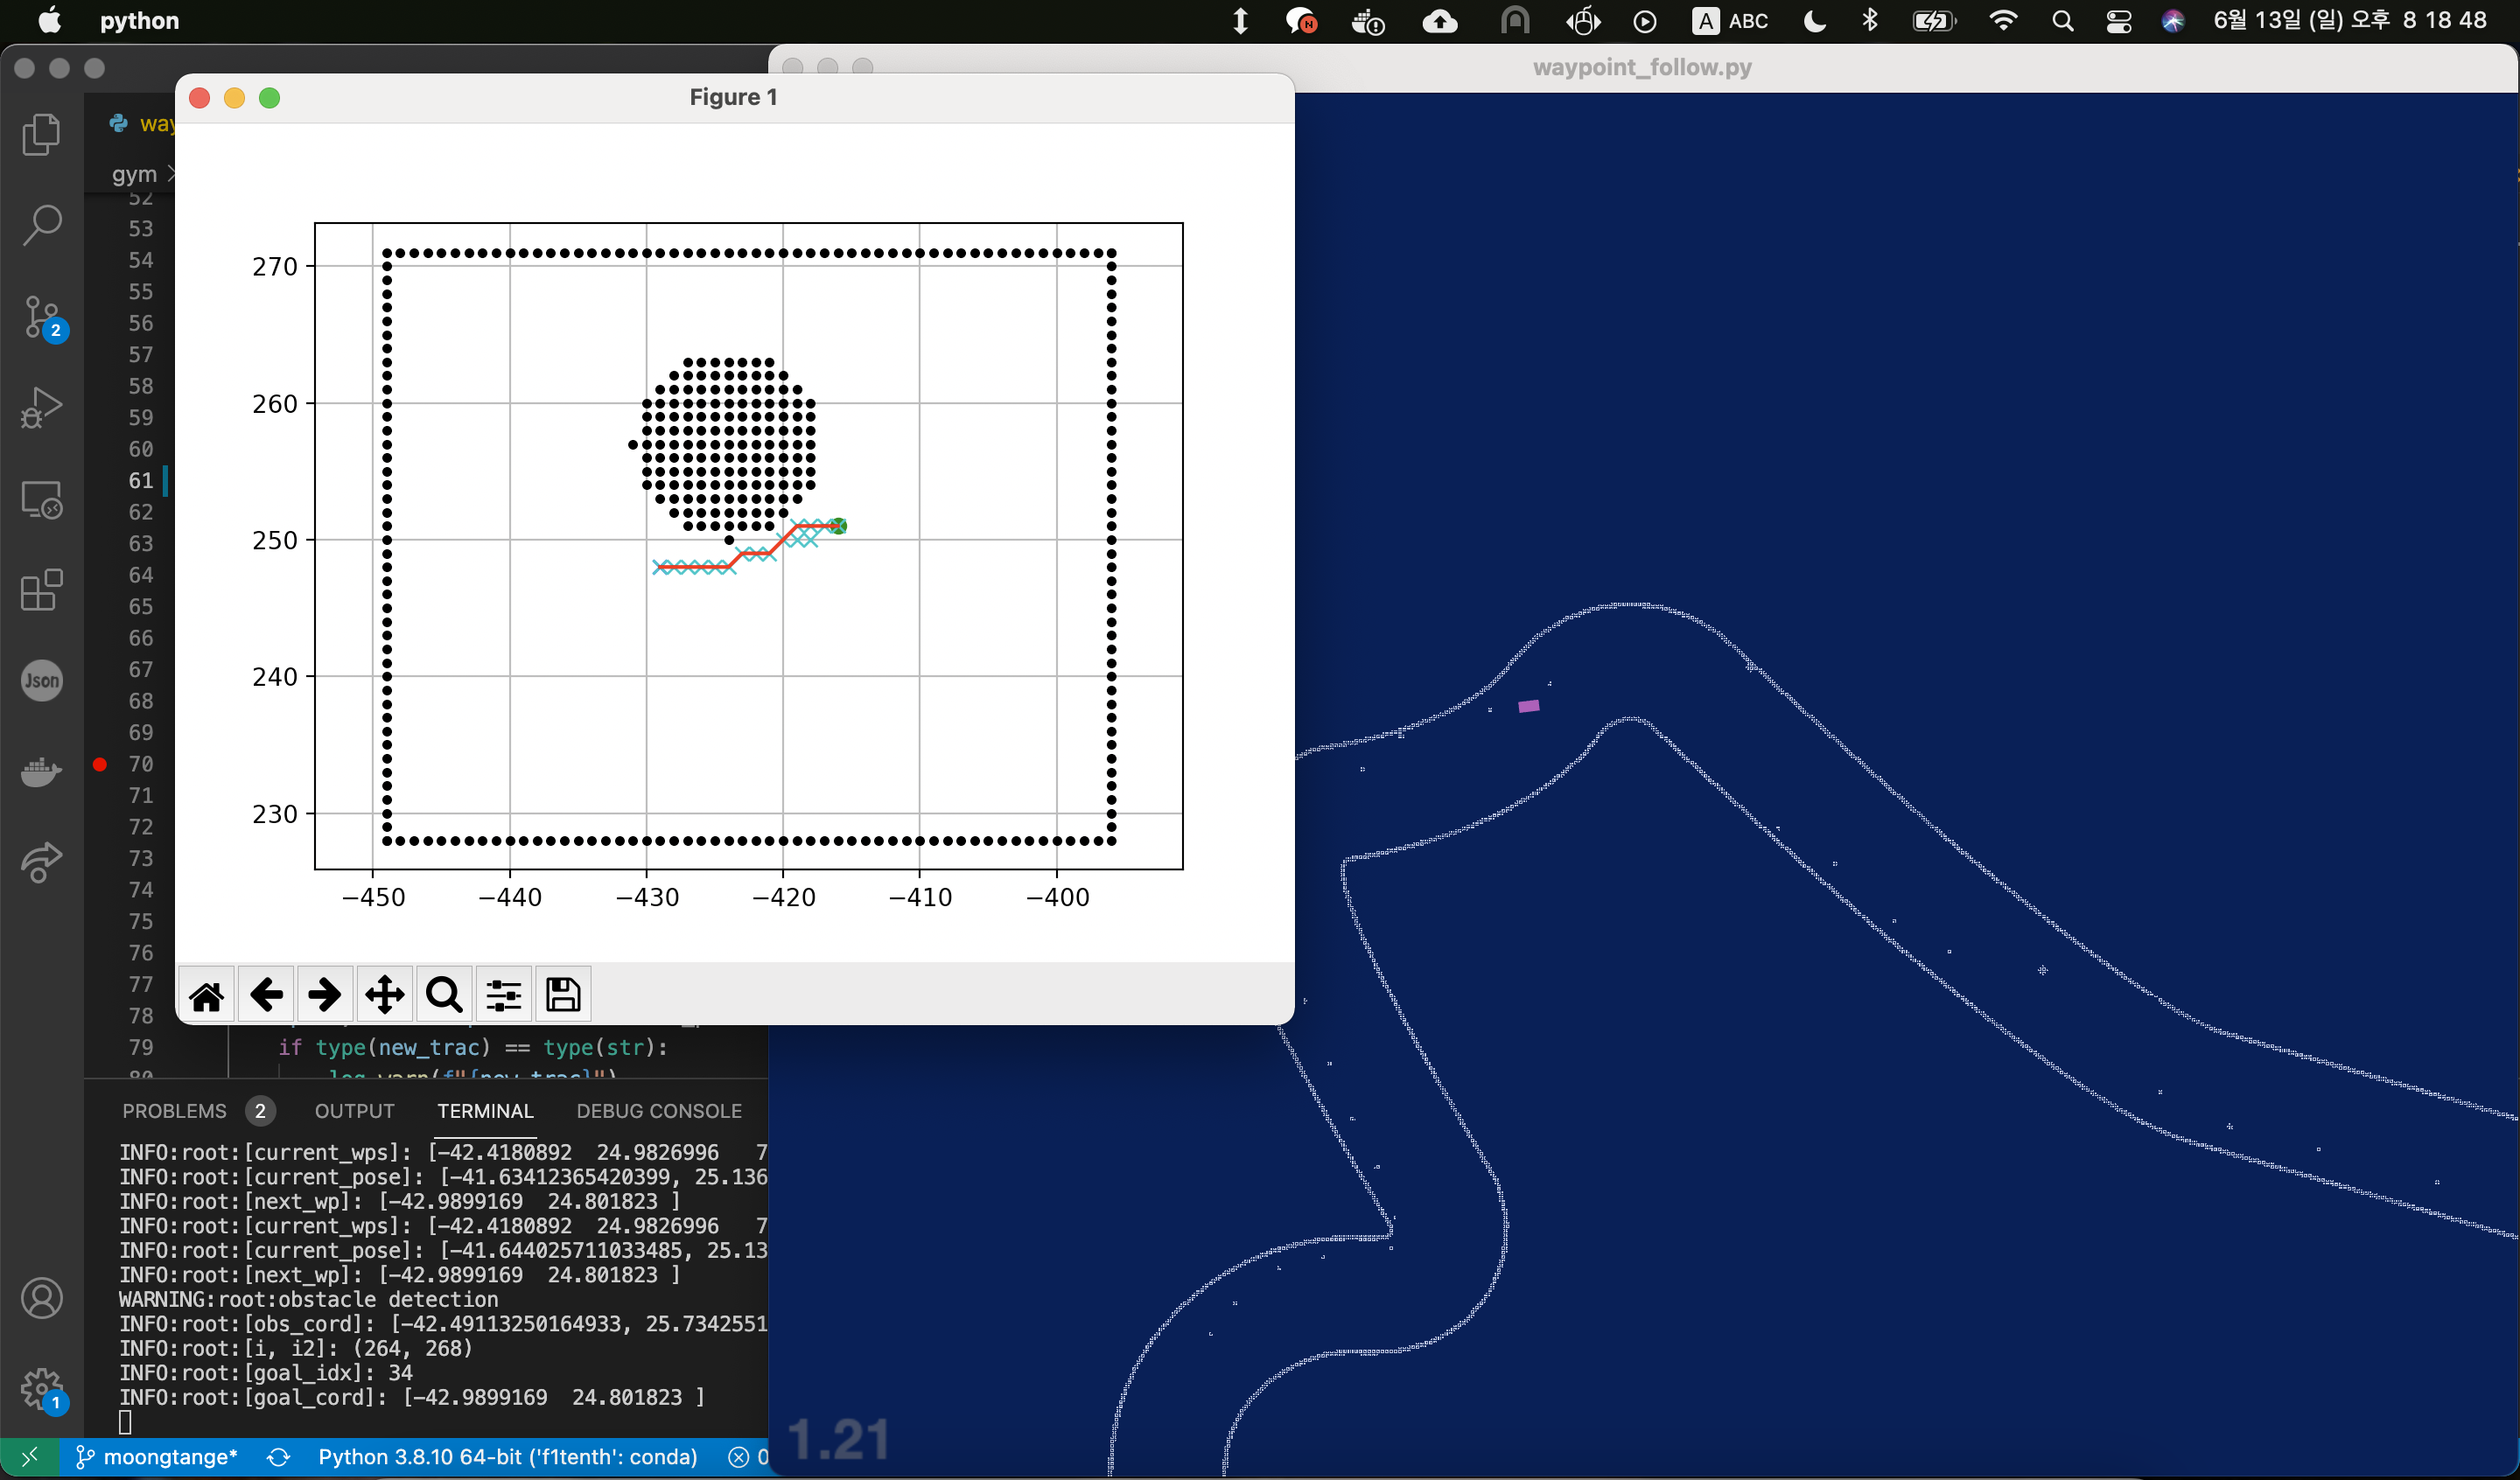 python
A ABC
6월 13일 (일) 오후 8 18 48
waypoint_follow.py
Figure 1
way
gym >
52
53
54
55
56
57
58
59
60
61
62
63
64
65
66
67
68
69
70
71
72
73
74
75
76
77
78
79 if type(new_trac) == type(str):
80 log.warn(f"{new_trac}")
2
Json
270
260
250
240
230
−450 −440 −430 −420 −410 −400
PROBLEMS 2 OUTPUT TERMINAL DEBUG CONSOLE
INFO:root:[current_wps]: [-42.4180892 24.9826996 7
INFO:root:[current_pose]: [-41.63412365420399, 25.136
INFO:root:[next_wp]: [-42.9899169 24.801823 ]
INFO:root:[current_wps]: [-42.4180892 24.9826996 7
INFO:root:[current_pose]: [-41.644025711033485, 25.13
INFO:root:[next_wp]: [-42.9899169 24.801823 ]
WARNING:root:obstacle detection
INFO:root:[obs_cord]: [-42.49113250164933, 25.7342551
INFO:root:[i, i2]: (264, 268)
INFO:root:[goal_idx]: 34
INFO:root:[goal_cord]: [-42.9899169 24.801823 ]
1
1.21
moongtange* Python 3.8.10 64-bit ('f1tenth': conda) 0